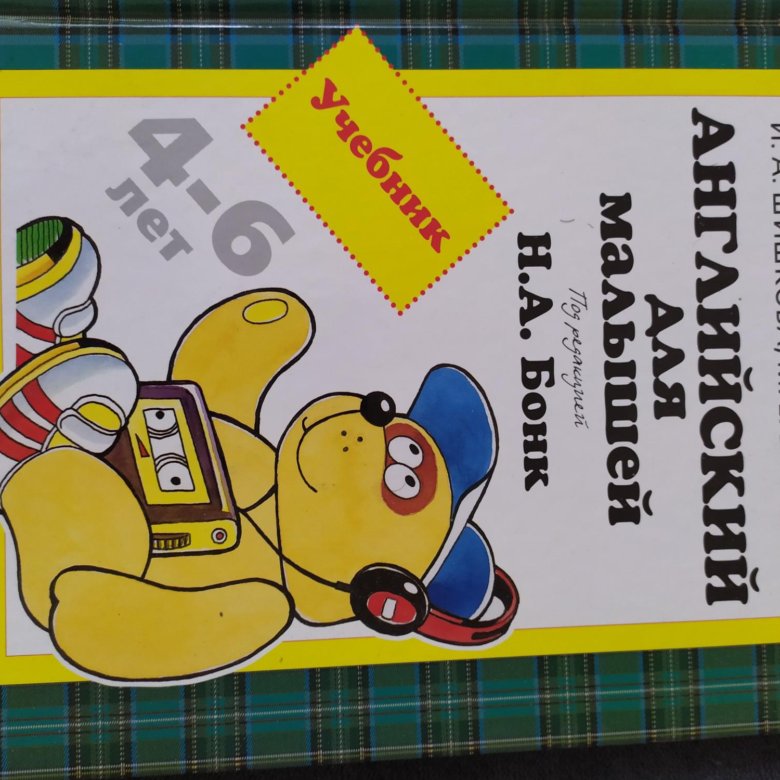 АНГЛИЙСКИЙ
для
малышей
Под редакцией
Н.А. Бонк
Учебник
4-6
лет